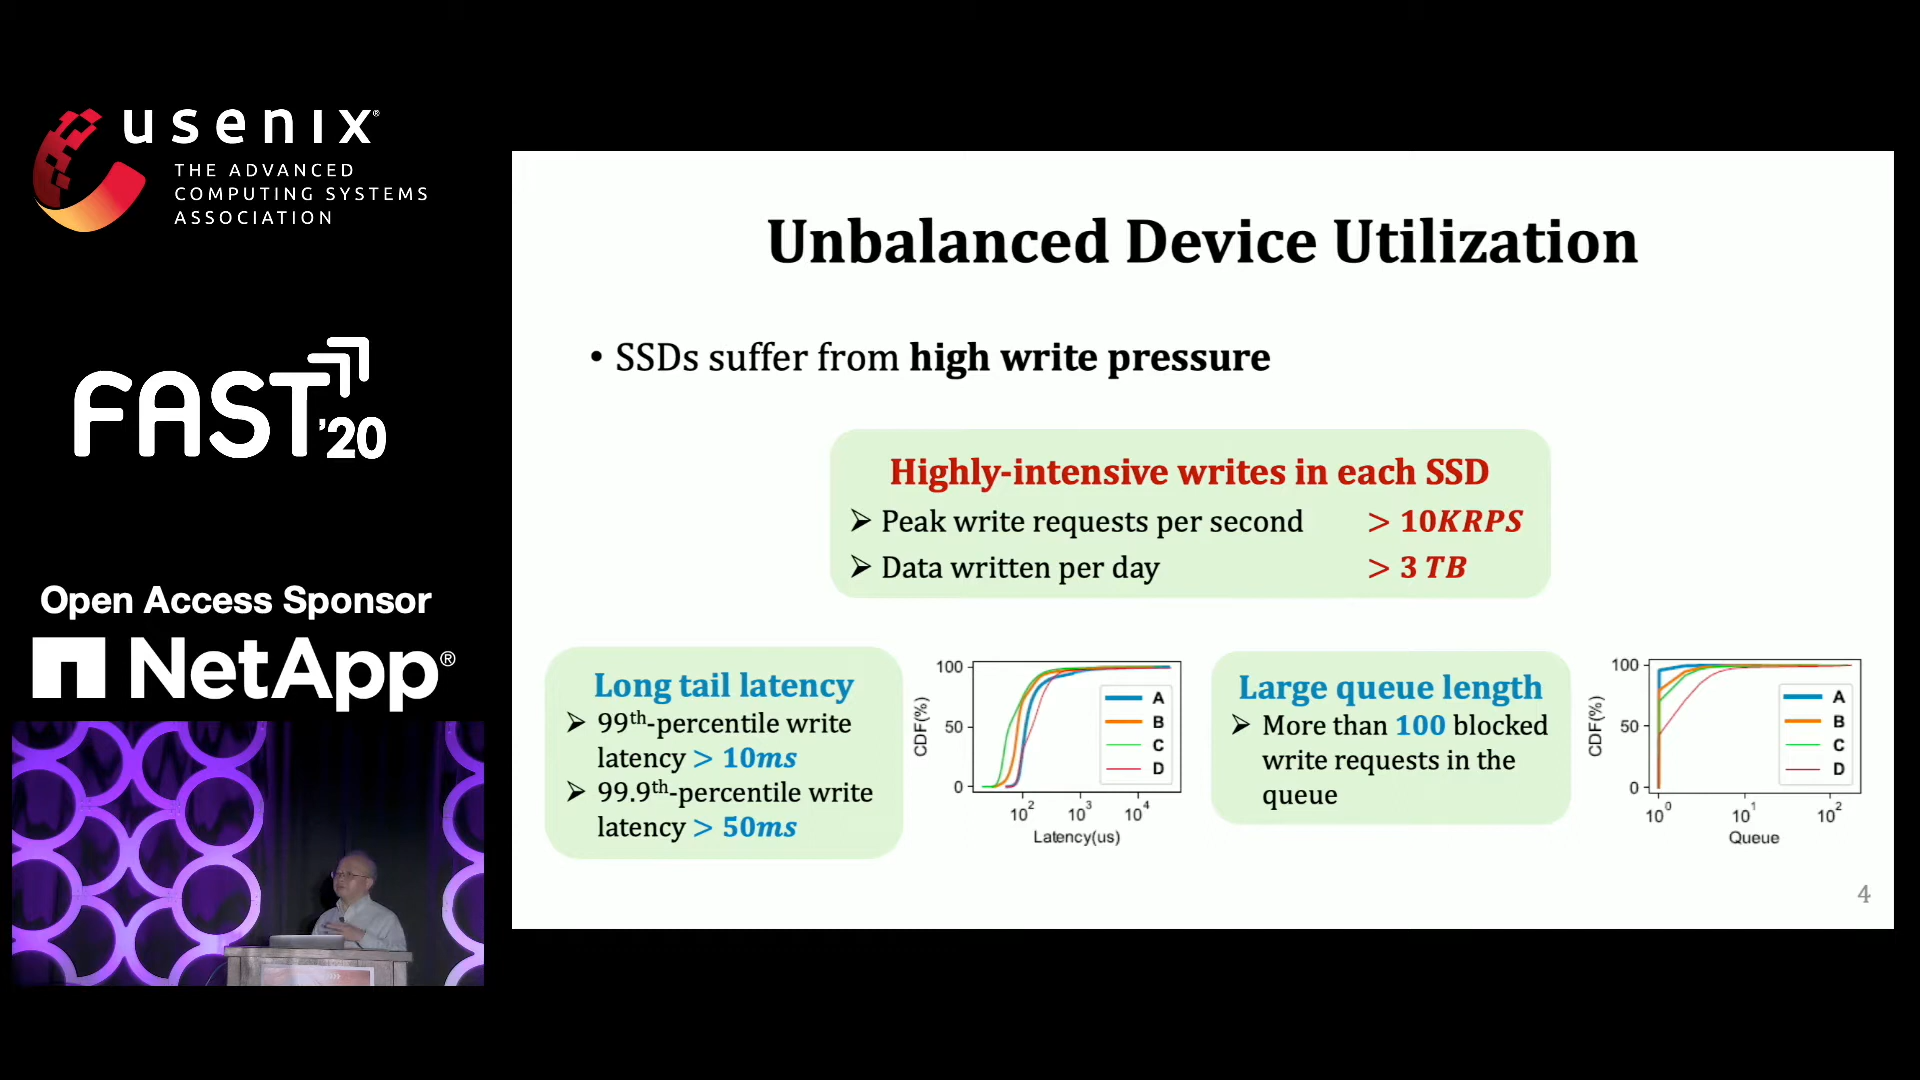 usenix®
THE ADVANCED
COMPUTING SYSTEMS
ASSOCIATION
FAST '20
Open Access Sponsor
NetApp®
Unbalanced Device Utilization
• SSDs suffer from high write pressure
Highly-intensive writes in each SSD
➢ Peak write requests per second > 10KRPS
➢ Data written per day > 3 TB
Long tail latency
➢ 99th-percentile write
latency > 10ms
➢ 99.9th-percentile write
latency > 50ms
100
50
0
CDF(%)
A
B
C
D
10^2 10^3 10^4
Latency(us)
Large queue length
➢ More than 100 blocked
write requests in the
queue
100
50
0
CDF(%)
A
B
C
D
10^0 10^1 10^2
Queue
4